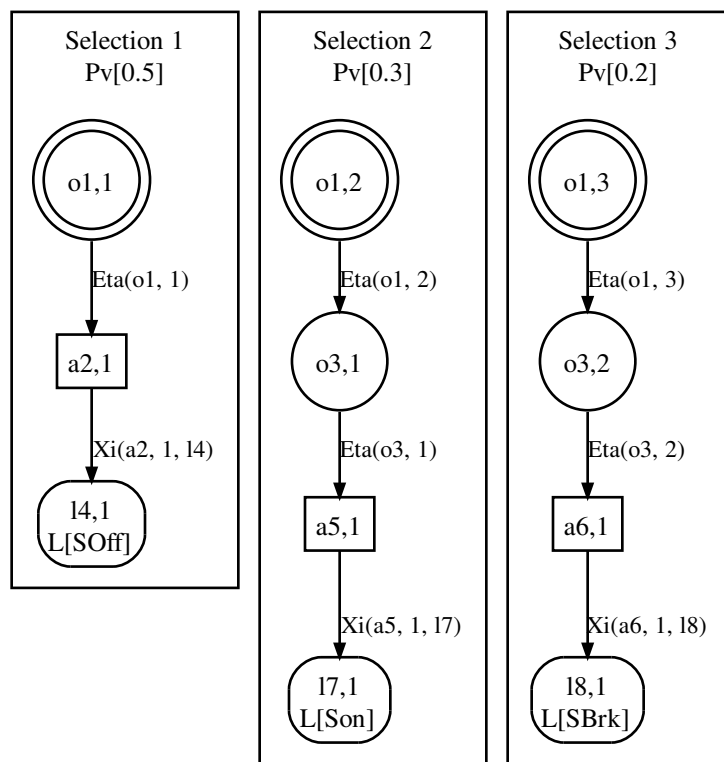 Selection 1
Pv[0.5]
o1,1
Eta(o1, 1)
a2,1
Xi(a2, 1, l4)
l4,1
L[SOff]
Selection 2
Pv[0.3]
o1,2
Eta(o1, 2)
o3,1
Eta(o3, 1)
a5,1
Xi(a5, 1, l7)
l7,1
L[Son]
Selection 3
Pv[0.2]
o1,3
Eta(o1, 3)
o3,2
Eta(o3, 2)
a6,1
Xi(a6, 1, l8)
l8,1
L[SBrk]